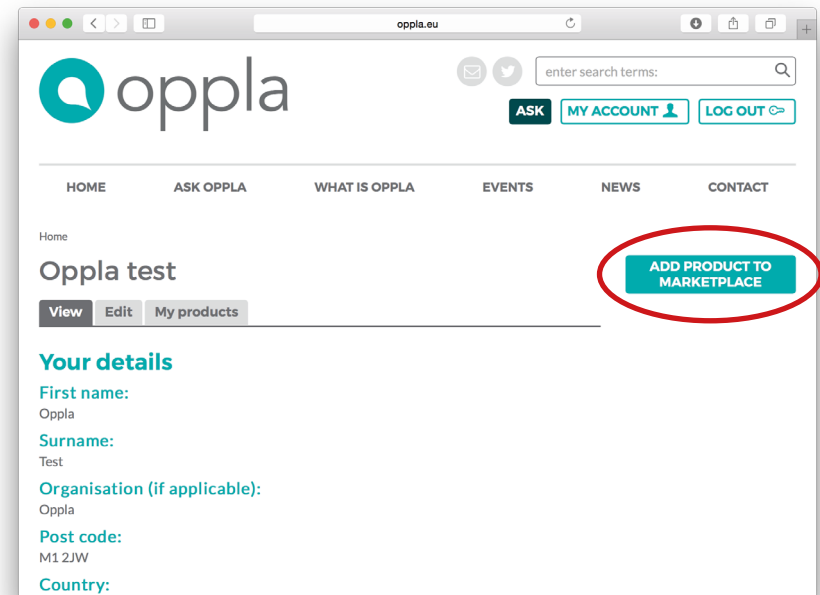 oppla.eu
oppla
enter search terms:
ASK
MY ACCOUNT
LOG OUT
HOME ASK OPPLA WHAT IS OPPLA EVENTS NEWS CONTACT
Home
Oppla test
ADD PRODUCT TO
MARKETPLACE
View Edit My products
Your details
First name:
Oppla
Surname:
Test
Organisation (if applicable):
Oppla
Post code:
M1 2JW
Country: